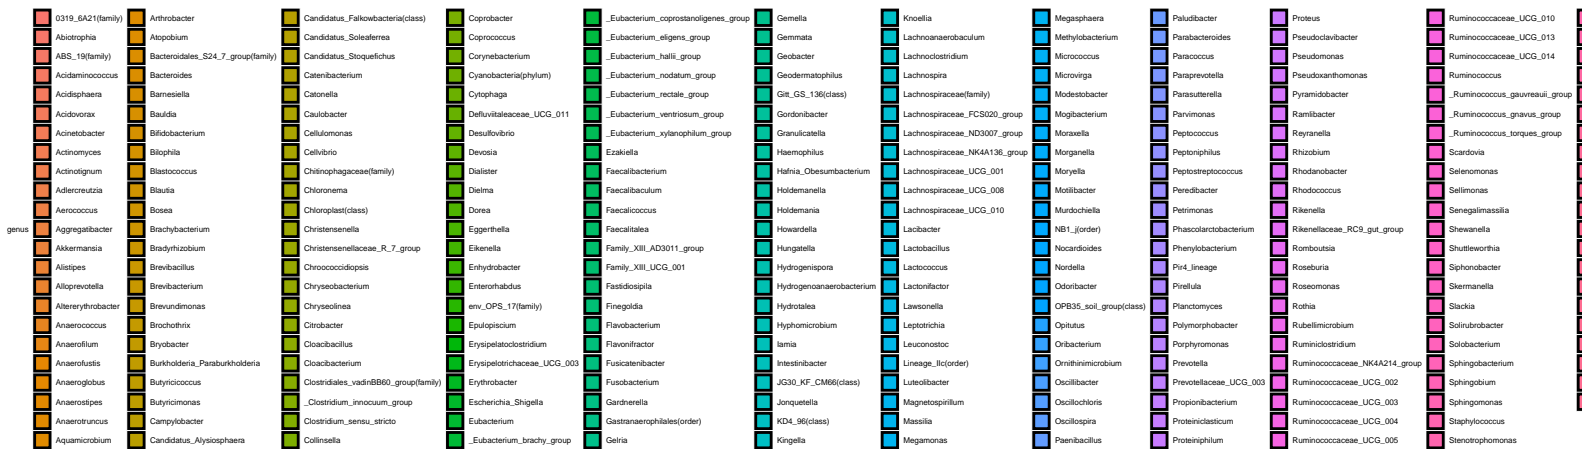 genus
0319_6A21(family)
Abiotrophia
ABS_19(family)
Acidaminococcus
Acidisphaera
Acidovorax
Acinetobacter
Actinomyces
Actinotignum
Adlercreutzia
Aerococcus
Aggregatibacter
Akkermansia
Alistipes
Alloprevotella
Altererythrobacter
Anaerococcus
Anaerofilum
Anaerofustis
Anaeroglobus
Anaerostipes
Anaerotruncus
Aquamicrobium
Arthrobacter
Atopobium
Bacteroidales_S24_7_group(family)
Bacteroides
Barnesiella
Bauldia
Bifidobacterium
Bilophila
Blastococcus
Blautia
Bosea
Brachybacterium
Bradyrhizobium
Brevibacillus
Brevibacterium
Brevundimonas
Brochothrix
Bryobacter
Burkholderia_Paraburkholderia
Butyricicoccus
Butyricimonas
Campylobacter
Candidatus_Alysiosphaera
Candidatus_Falkowbacteria(class)
Candidatus_Soleaferrea
Candidatus_Stoquefichus
Catenibacterium
Catonella
Caulobacter
Cellulomonas
Cellvibrio
Chitinophagaceae(family)
Chloronema
Chloroplast(class)
Christensenella
Christensenellaceae_R_7_group
Chroococcidiopsis
Chryseobacterium
Chryseolinea
Citrobacter
Cloacibacillus
Cloacibacterium
Clostridiales_vadinBB60_group(family)
_Clostridium_innocuum_group
Clostridium_sensu_stricto
Collinsella
Coprobacter
Coprococcus
Corynebacterium
Cyanobacteria(phylum)
Cytophaga
Defluviitaleaceae_UCG_011
Desulfovibrio
Devosia
Dialister
Dielma
Dorea
Eggerthella
Eikenella
Enhydrobacter
Enterorhabdus
env_OPS_17(family)
Epulopiscium
Erysipelatoclostridium
Erysipelotrichaceae_UCG_003
Erythrobacter
Escherichia_Shigella
Eubacterium
_Eubacterium_brachy_group
_Eubacterium_coprostanoligenes_group
_Eubacterium_eligens_group
_Eubacterium_hallii_group
_Eubacterium_nodatum_group
_Eubacterium_rectale_group
_Eubacterium_ventriosum_group
_Eubacterium_xylanophilum_group
Ezakiella
Faecalibacterium
Faecalibaculum
Faecalicoccus
Faecalitalea
Family_XIII_AD3011_group
Family_XIII_UCG_001
Fastidiosipila
Finegoldia
Flavobacterium
Flavonifractor
Fusicatenibacter
Fusobacterium
Gardnerella
Gastranaerophilales(order)
Gelria
Gemella
Gemmata
Geobacter
Geodermatophilus
Gitt_GS_136(class)
Gordonibacter
Granulicatella
Haemophilus
Hafnia_Obesumbacterium
Holdemanella
Holdemania
Howardella
Hungatella
Hydrogenispora
Hydrogenoanaerobacterium
Hydrotalea
Hyphomicrobium
Iamia
Intestinibacter
JG30_KF_CM66(class)
Jonquetella
KD4_96(class)
Kingella
Knoellia
Lachnoanaerobaculum
Lachnoclostridium
Lachnospira
Lachnospiraceae(family)
Lachnospiraceae_FCS020_group
Lachnospiraceae_ND3007_group
Lachnospiraceae_NK4A136_group
Lachnospiraceae_UCG_001
Lachnospiraceae_UCG_008
Lachnospiraceae_UCG_010
Lacibacter
Lactobacillus
Lactococcus
Lactonifactor
Lawsonella
Leptotrichia
Leuconostoc
Lineage_IIc(order)
Luteolibacter
Magnetospirillum
Massilia
Megamonas
Megasphaera
Methylobacterium
Micrococcus
Microvirga
Modestobacter
Mogibacterium
Moraxella
Morganella
Moryella
Motilibacter
Murdochiella
NB1_j(order)
Nocardioides
Nordella
Odoribacter
OPB35_soil_group(class)
Opitutus
Oribacterium
Ornithinimicrobium
Oscillibacter
Oscillochloris
Oscillospira
Paenibacillus
Paludibacter
Parabacteroides
Paracoccus
Paraprevotella
Parasutterella
Parvimonas
Peptococcus
Peptoniphilus
Peptostreptococcus
Peredibacter
Petrimonas
Phascolarctobacterium
Phenylobacterium
Pir4_lineage
Pirellula
Planctomyces
Polymorphobacter
Porphyromonas
Prevotella
Prevotellaceae_UCG_003
Propionibacterium
Proteiniclasticum
Proteiniphilum
Proteus
Pseudoclavibacter
Pseudomonas
Pseudoxanthomonas
Pyramidobacter
Ramlibacter
Reyranella
Rhizobium
Rhodanobacter
Rhodococcus
Rikenella
Rikenellaceae_RC9_gut_group
Romboutsia
Roseburia
Roseomonas
Rothia
Rubellimicrobium
Ruminiclostridium
Ruminococcaceae_NK4A214_group
Ruminococcaceae_UCG_002
Ruminococcaceae_UCG_003
Ruminococcaceae_UCG_004
Ruminococcaceae_UCG_005
Ruminococcaceae_UCG_010
Ruminococcaceae_UCG_013
Ruminococcaceae_UCG_014
Ruminococcus
_Ruminococcus_gauvreauii_group
_Ruminococcus_gnavus_group
_Ruminococcus_torques_group
Scardovia
Selenomonas
Sellimonas
Senegalimassilia
Shewanella
Shuttleworthia
Siphonobacter
Skermanella
Slackia
Solirubrobacter
Solobacterium
Sphingobacterium
Sphingobium
Sphingomonas
Staphylococcus
Stenotrophomonas